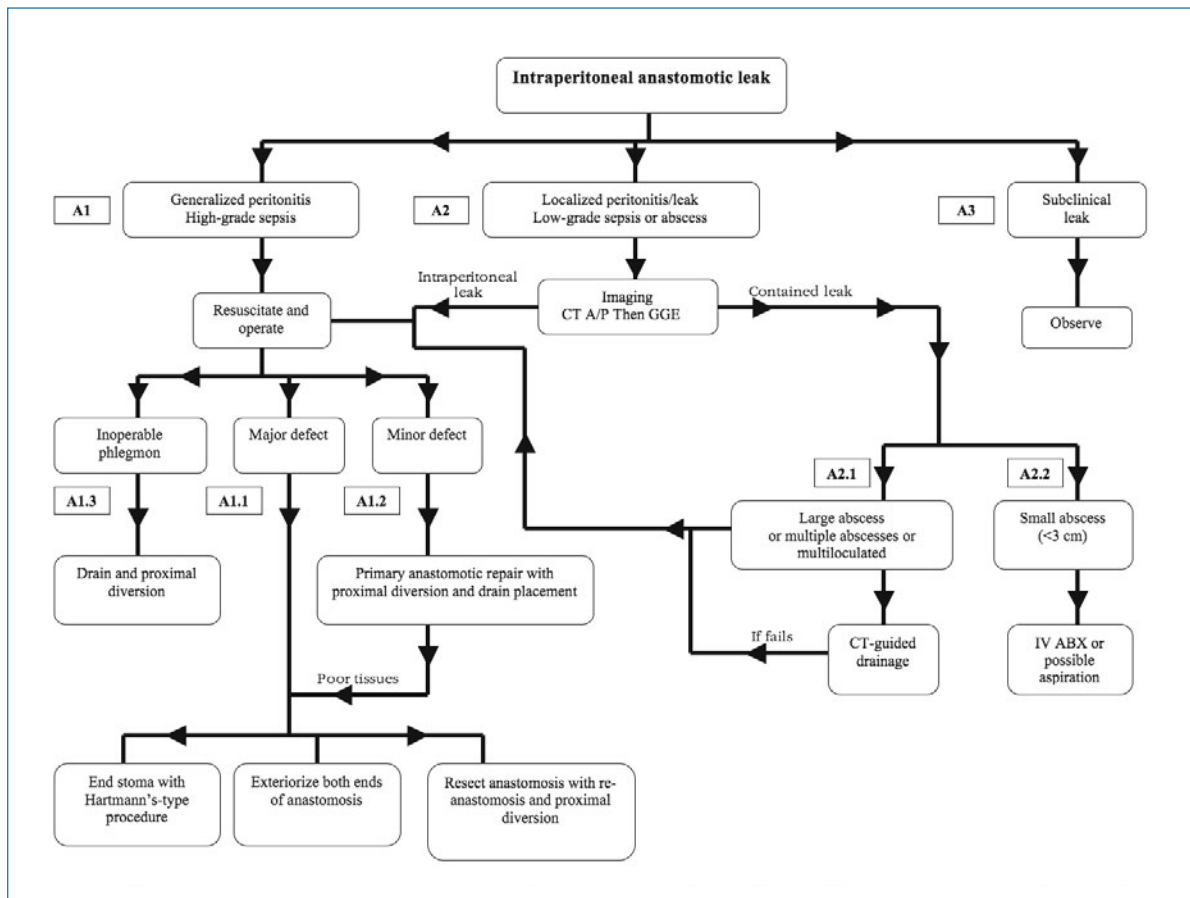 Intraperitoneal anastomotic leak
A1
Generalized peritonitis
High-grade sepsis
A2
Localized peritonitis/leak
Low-grade sepsis or abscess
A3
Subclinical
leak
Intraperitoneal
leak
Imaging
CT A/P Then GGE
Contained leak
Resuscitate and
operate
Observe
Inoperable
phlegmon
Major defect
Minor defect
A1.3
A1.1
A1.2
A2.1
A2.2
Large abscess
or multiple abscesses or
multiloculated
Small abscess
(<3 cm)
Drain and proximal
diversion
Primary anastomotic repair with
proximal diversion and drain placement
If fails
CT-guided
drainage
IV ABX or
possible
aspiration
Poor tissues
End stoma with
Hartmann's-type
procedure
Exteriorize both ends
of anastomosis
Resect anastomosis with re-
anastomosis and proximal
diversion